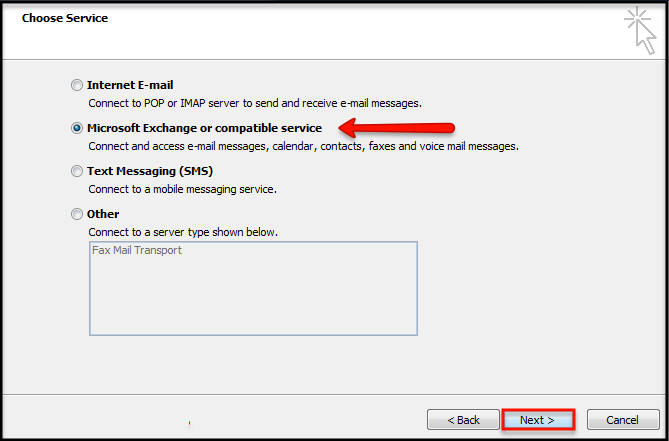 Choose Service
Internet E-mail
Connect to POP or IMAP server to send and receive e-mail messages.
Microsoft Exchange or compatible service
Connect and access e-mail messages, calendar, contacts, faxes and voice mail messages.
Text Messaging (SMS)
Connect to a mobile messaging service.
Other
Connect to a server type shown below.
Fax Mail Transport
< Back Next > Cancel